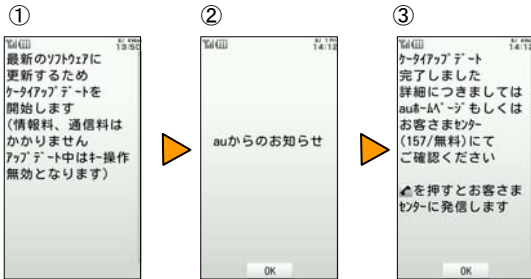 ①
②
③
13:50
最新のｿﾌﾄｳｪｱに
更新するため
ｹｰﾀｲｱｯﾌﾟﾃﾞｰﾄを
開始します
(情報料、通信料は
かかりません
ｱｯﾌﾟﾃﾞｰﾄ中はｷｰ操作
無効となります)
14:12
auからのお知らせ
OK
14:12
ｹｰﾀｲｱｯﾌﾟﾃﾞｰﾄ
完了しました
詳細につきましては
auﾎｰﾑﾍﾟｰｼﾞもしくは
お客さまｾﾝﾀｰ
(157/無料)にて
ご確認ください
を押すとお客さま
ｾﾝﾀｰに発信します
OK